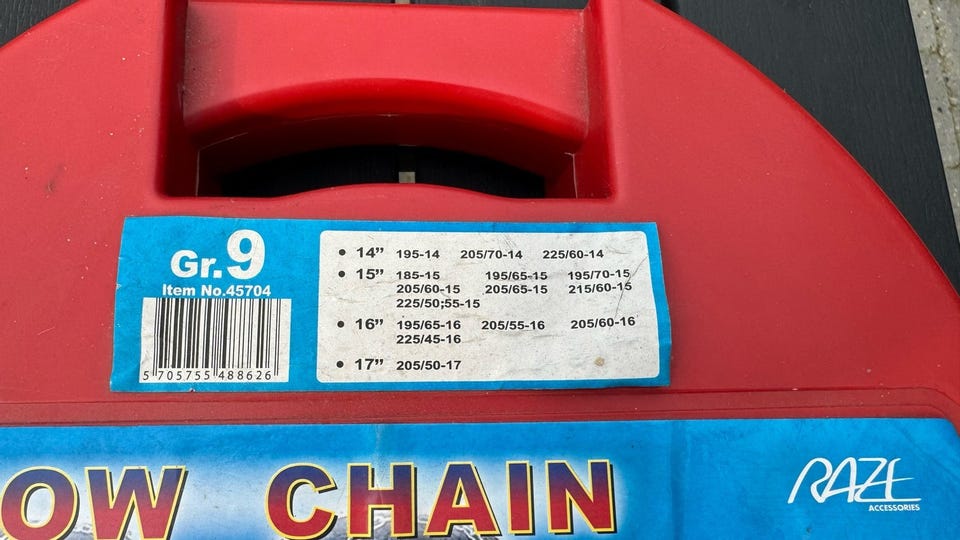 Gr.9
Item No.45704
5 705755 488626
• 14” 195-14 205/70-14 225/60-14
• 15” 185-15 195/65-15 195/70-15
205/60-15 205/65-15 215/60-15
225/50;55-15
• 16” 195/65-16 205/55-16 205/60-16
225/45-16
• 17” 205/50-17
OW CHAIN
RAZE
ACCESSORIES